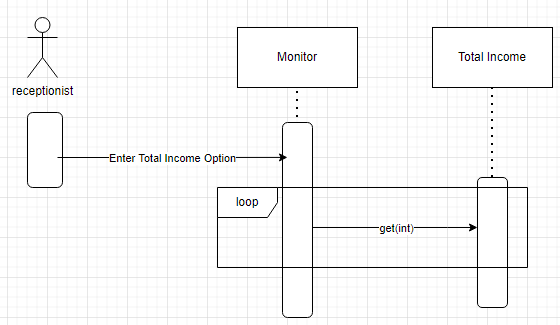 receptionist
Monitor
Total Income
Enter Total Income Option
loop
get(int)